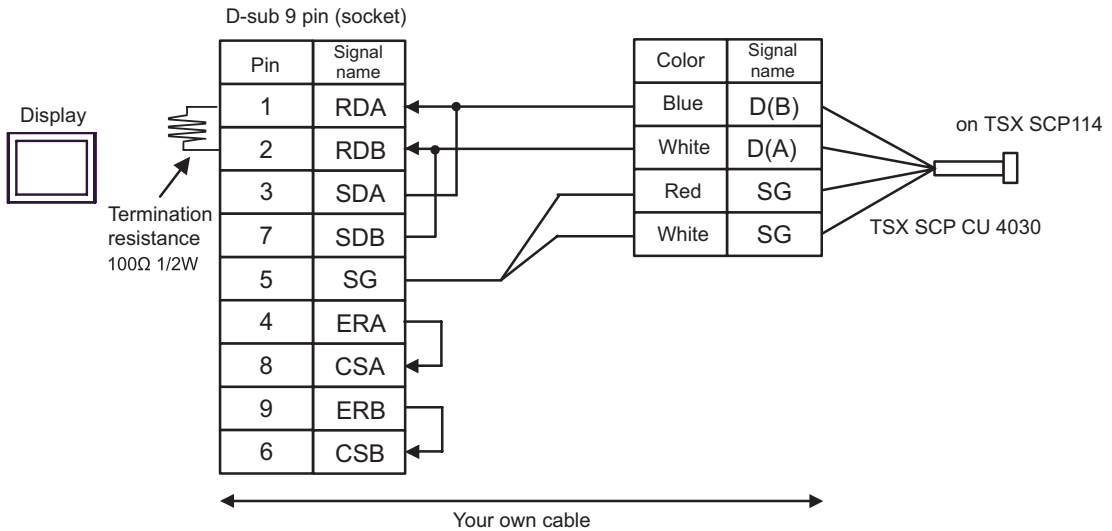 D-sub 9 pin (socket)
Pin Signal name
1 RDA
2 RDB
3 SDA
7 SDB
5 SG
4 ERA
8 CSA
9 ERB
6 CSB
Display
Termination
resistance
100Ω 1/2W
Color Signal name
Blue D(B)
White D(A)
Red SG
White SG
on TSX SCP114
TSX SCP CU 4030
Your own cable